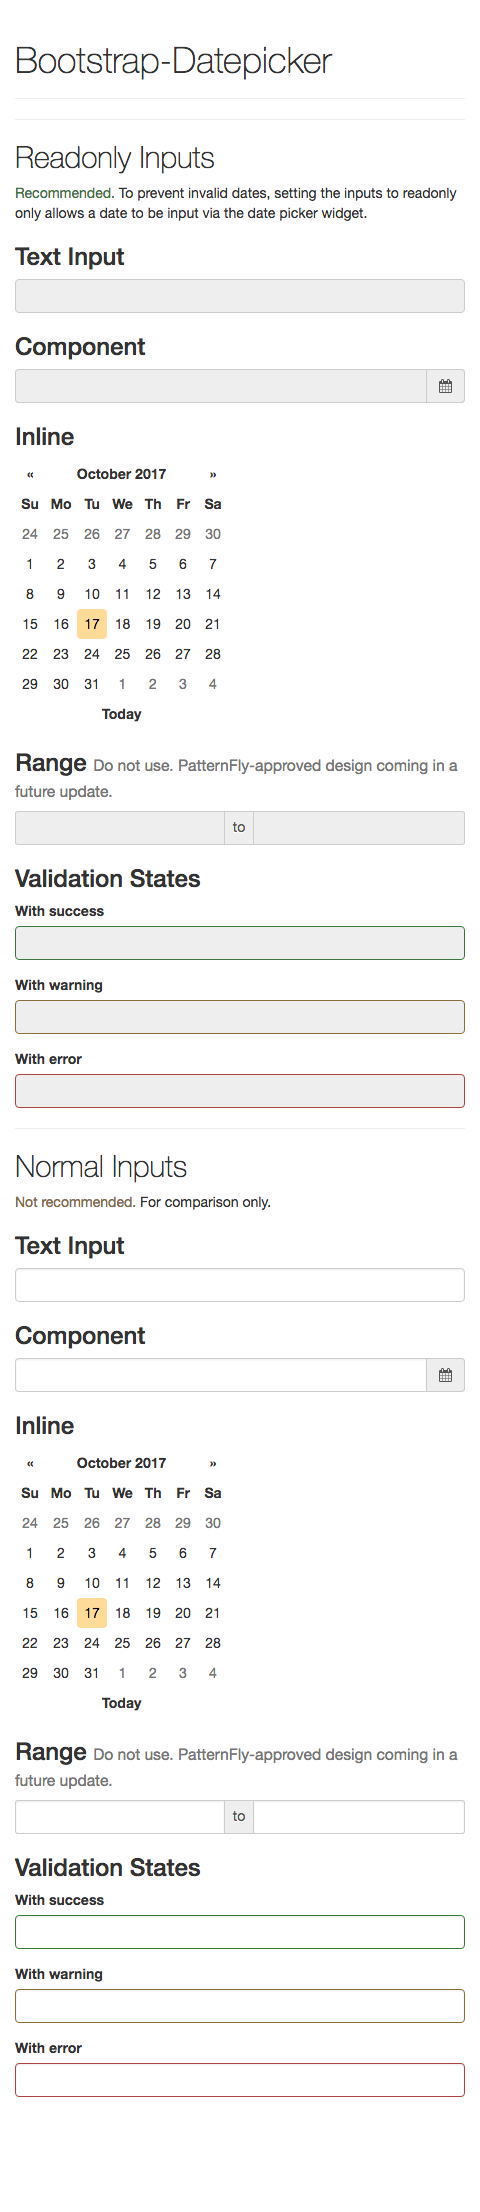 Bootstrap-Datepicker
Readonly Inputs
Recommended. To prevent invalid dates, setting the inputs to readonly
only allows a date to be input via the date picker widget.
Text Input
Component
Inline
« October 2017 »
Su Mo Tu We Th Fr Sa
24 25 26 27 28 29 30
1 2 3 4 5 6 7
8 9 10 11 12 13 14
15 16 17 18 19 20 21
22 23 24 25 26 27 28
29 30 31 1 2 3 4
Today
Range Do not use. PatternFly-approved design coming in a
future update.
to
Validation States
With success
With warning
With error
Normal Inputs
Not recommended. For comparison only.
Text Input
Component
Inline
« October 2017 »
Su Mo Tu We Th Fr Sa
24 25 26 27 28 29 30
1 2 3 4 5 6 7
8 9 10 11 12 13 14
15 16 17 18 19 20 21
22 23 24 25 26 27 28
29 30 31 1 2 3 4
Today
Range Do not use. PatternFly-approved design coming in a
future update.
to
Validation States
With success
With warning
With error